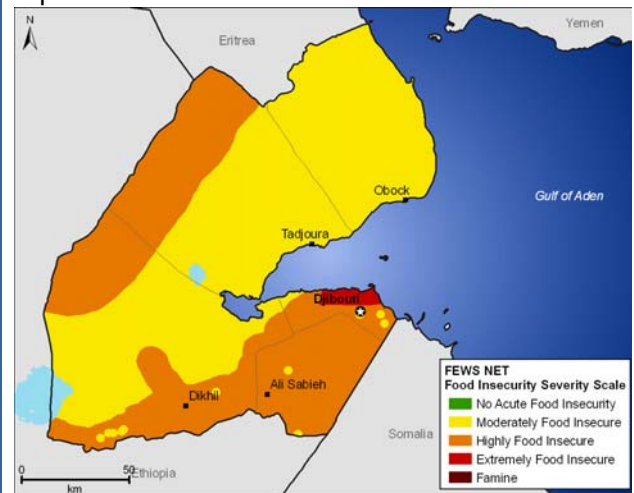 N
Eritrea
Yemen
Obock
Gulf of Aden
Tadjoura
Djibouti
Dikhil
Ali Sabieh
Somalia
Ethiopia
0 50
km
FEWS NET
Food Insecurity Severity Scale
No Acute Food Insecurity
Moderately Food Insecure
Highly Food Insecure
Extremely Food Insecure
Famine